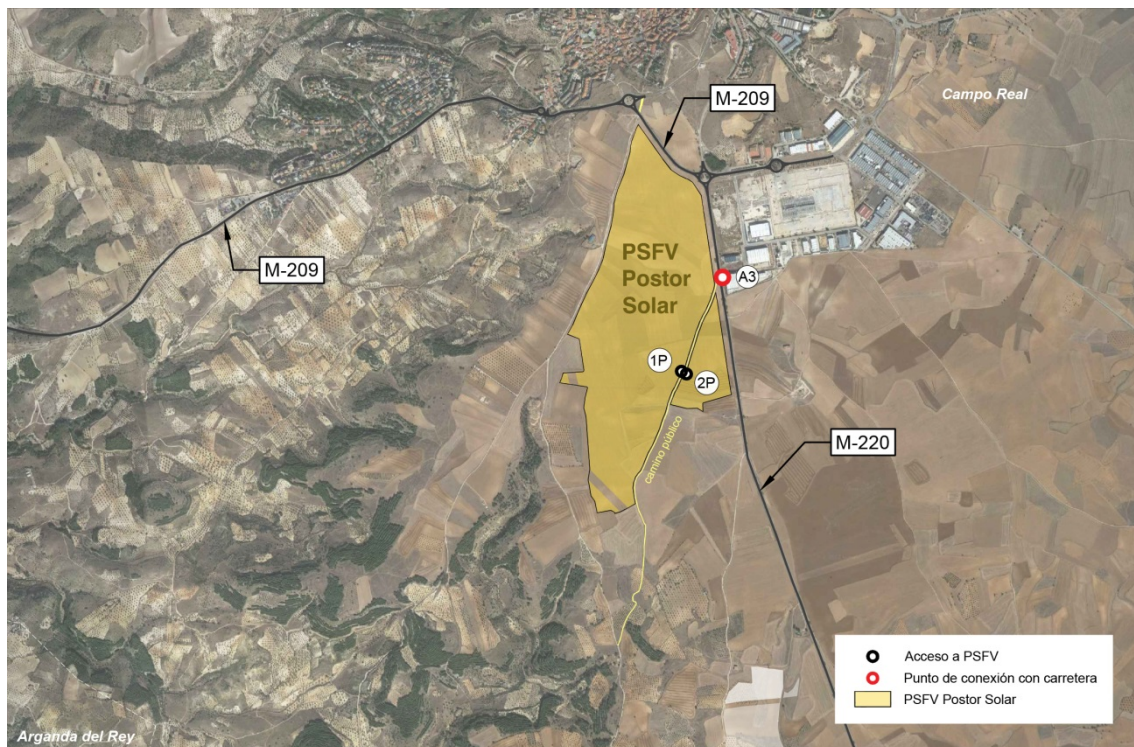 Campo Real
M-209
PSFV
Postor
Solar
M-209
A3
1P
2P
camino público
M-220
Acceso a PSFV
Punto de conexión con carretera
PSFV Postor Solar
Arganda del Rey